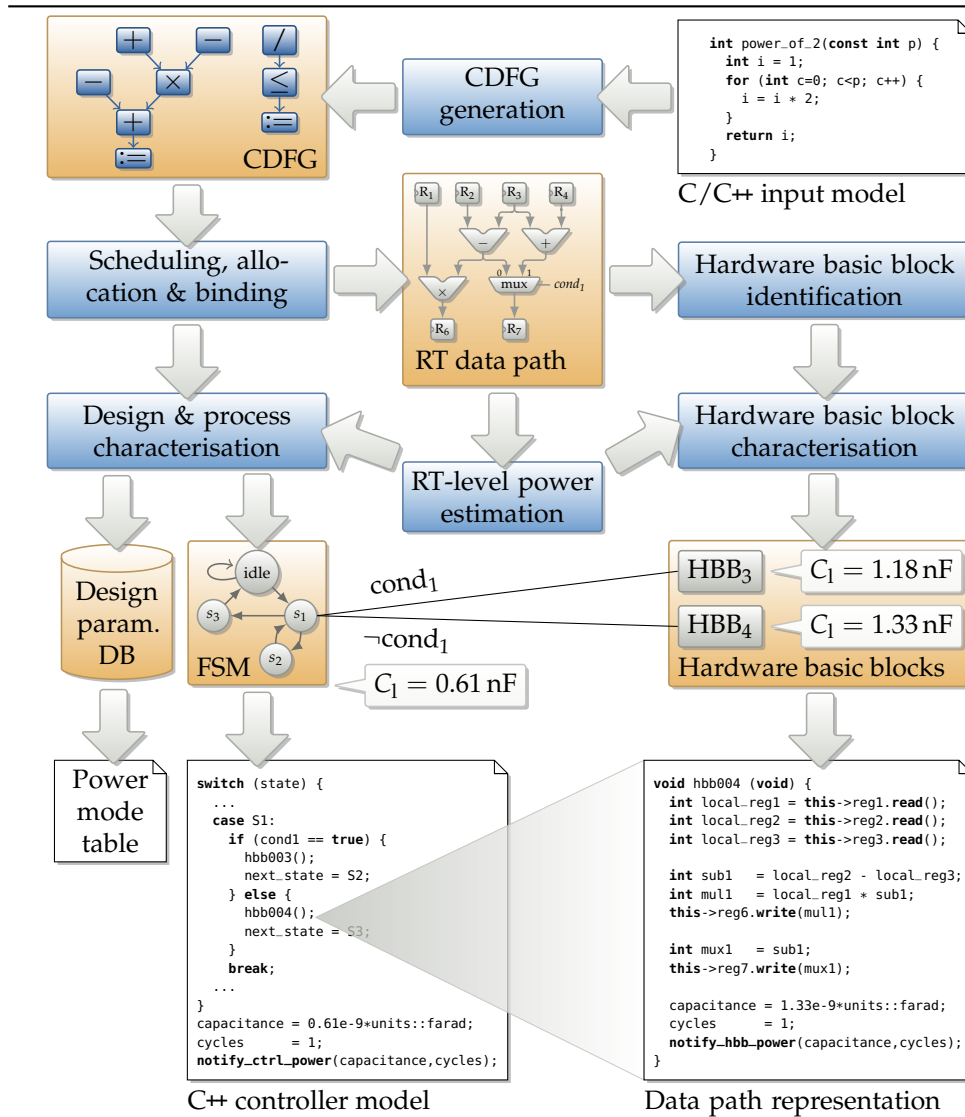 + −
− ×
+
:=
/
≤
:=
CDFG
CDFG
generation
int power_of_2(const int p) {
  int i = 1;
  for (int c=0; c<p; c++) {
    i = i * 2;
  }
  return i;
}
C/C++ input model
Scheduling, allo-
cation & binding
R1 R2 R3 R4
− +
0 1
× mux cond1
R6 R7
RT data path
Hardware basic block
identification
Design & process
characterisation
RT-level power
estimation
Hardware basic block
characterisation
Design
param.
DB
idle
s3 s1
s2
FSM
cond1
¬cond1
Cl = 0.61 nF
HBB3 Cl = 1.18 nF
HBB4 Cl = 1.33 nF
Hardware basic blocks
Power
mode
table
switch (state) {
  ...
  case S1:
    if (cond1 == true) {
      hbb003();
      next_state = S2;
    } else {
      hbb004();
      next_state = S3;
    }
    break;
  ...
}
capacitance = 0.61e-9*units::farad;
cycles      = 1;
notify_ctrl_power(capacitance,cycles);
C++ controller model
void hbb004 (void) {
  int local_reg1 = this->reg1.read();
  int local_reg2 = this->reg2.read();
  int local_reg3 = this->reg3.read();
  int sub1   = local_reg2 - local_reg3;
  int mul1   = local_reg1 * sub1;
  this->reg6.write(mul1);
  int mux1   = sub1;
  this->reg7.write(mux1);
  capacitance = 1.33e-9*units::farad;
  cycles      = 1;
  notify_hbb_power(capacitance,cycles);
}
Data path representation